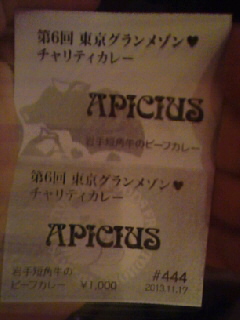 第6回 東京グランメゾン♥
チャリティカレー
APICIUS
岩手短角牛のビーフカレー
第6回 東京グランメゾン♥
チャリティカレー
APICIUS
岩手短角牛の
ビーフカレー ¥1,000
#444
2013.11.17